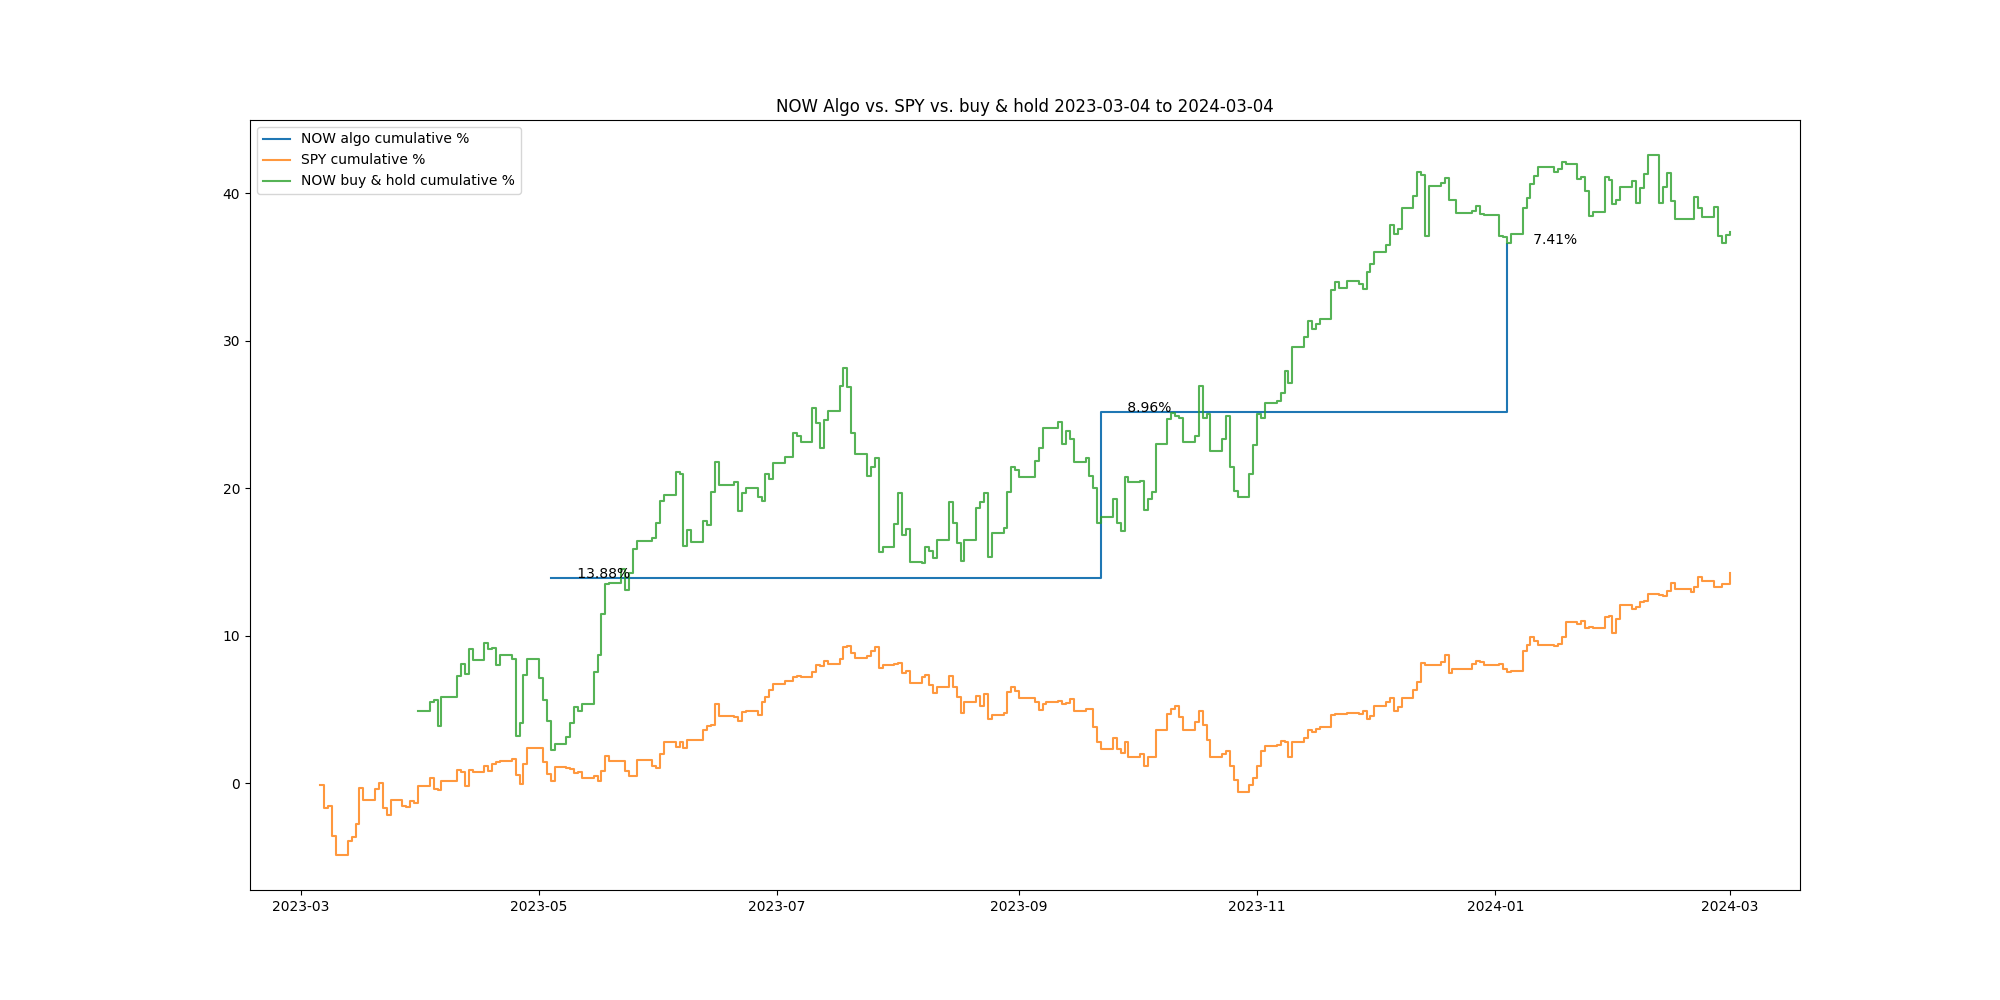 NOW Algo vs. SPY vs. buy & hold 2023-03-04 to 2024-03-04
NOW algo cumulative %
SPY cumulative %
NOW buy & hold cumulative %
40
7.41%
30
8.96%
20
13.88%
10
0
2023-03 2023-05 2023-07 2023-09 2023-11 2024-01 2024-03